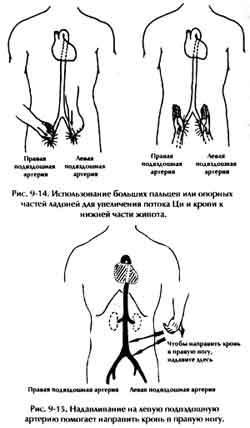 Правая подвздошная артерия
Левая подвздошная артерия
Правая подвздошная артерия
Левая подвздошная артерия
Рис. 9-14. Использование больших пальцев или опорных
частей ладоней для увеличения потока Ци и крови к
нижней части живота.
Чтобы направить кровь
в правую ногу,
надавите здесь
Правая подвздошная артерия
Левая подвздошная артерия
Рис. 9-15. Надавливание на левую подвздошную
артерию помогает направить кровь в правую ногу.